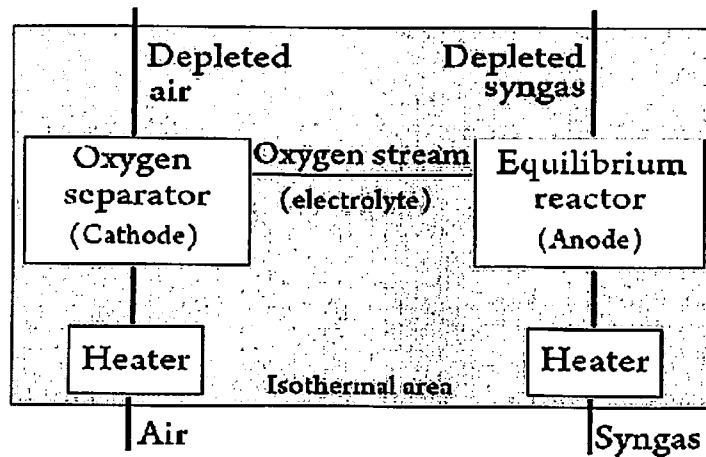 Depleted
air
Depleted
syngas
Oxygen
separator
(Cathode)
Oxygen stream
(electrolyte)
Equilibrium
reactor
(Anode)
Heater
Heater
Isothermal area
Air
Syngas